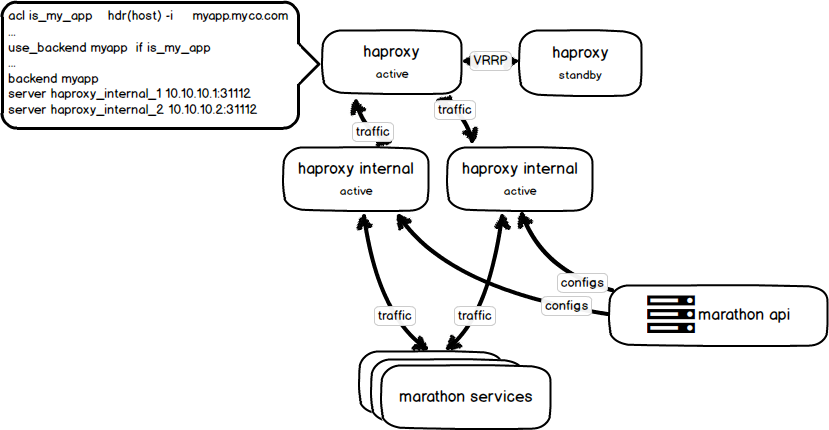 acl is_my_app hdr(host) -i myapp.myco.com
...
use_backend myapp if is_my_app
...
backend myapp
server haproxy_internal_1 10.10.10.1:31112
server haproxy_internal_2 10.10.10.2:31112
haproxy
active
VRRP
haproxy
standby
traffic
traffic
haproxy internal
active
haproxy internal
active
configs
configs
traffic
traffic
marathon api
marathon services